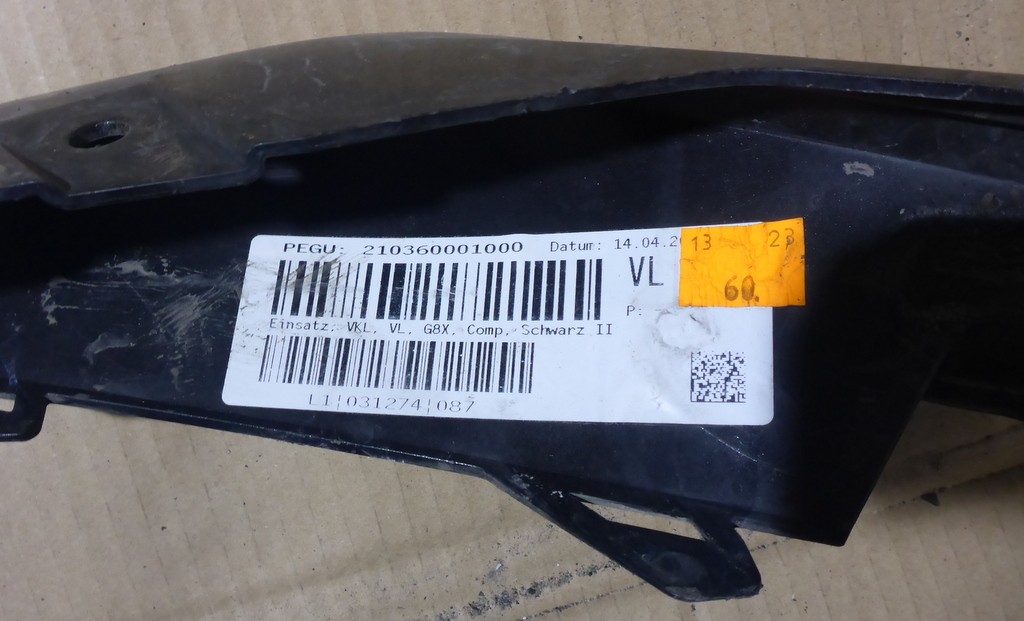 PEGU: 210360001000 Datum: 14.04.2
13 23
60.
VL
P:
Einsatz, VKL, VL, G8X, Comp, Schwarz II
L1|031274|087